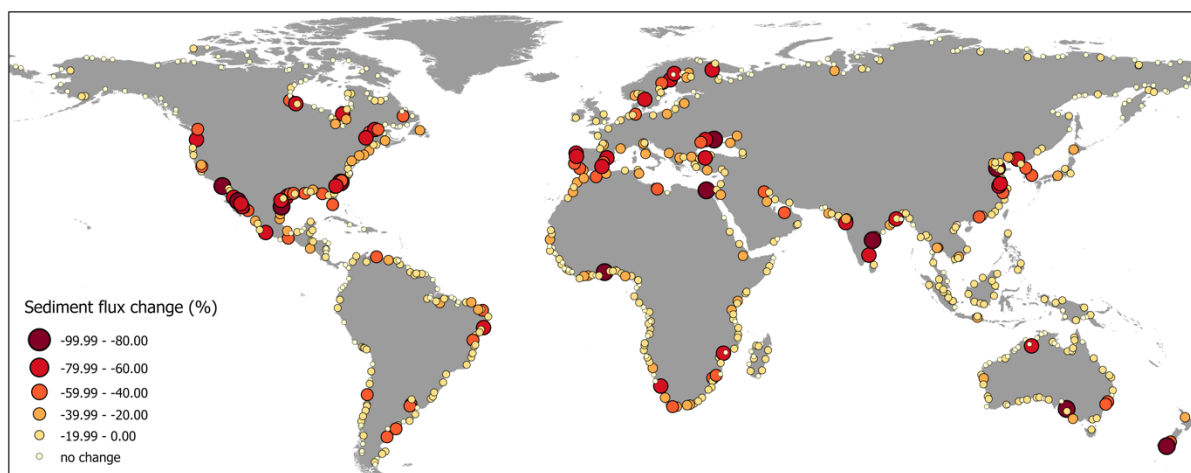 Sediment flux change (%)
-99.99 - -80.00
-79.99 - -60.00
-59.99 - -40.00
-39.99 - -20.00
-19.99 - 0.00
no change